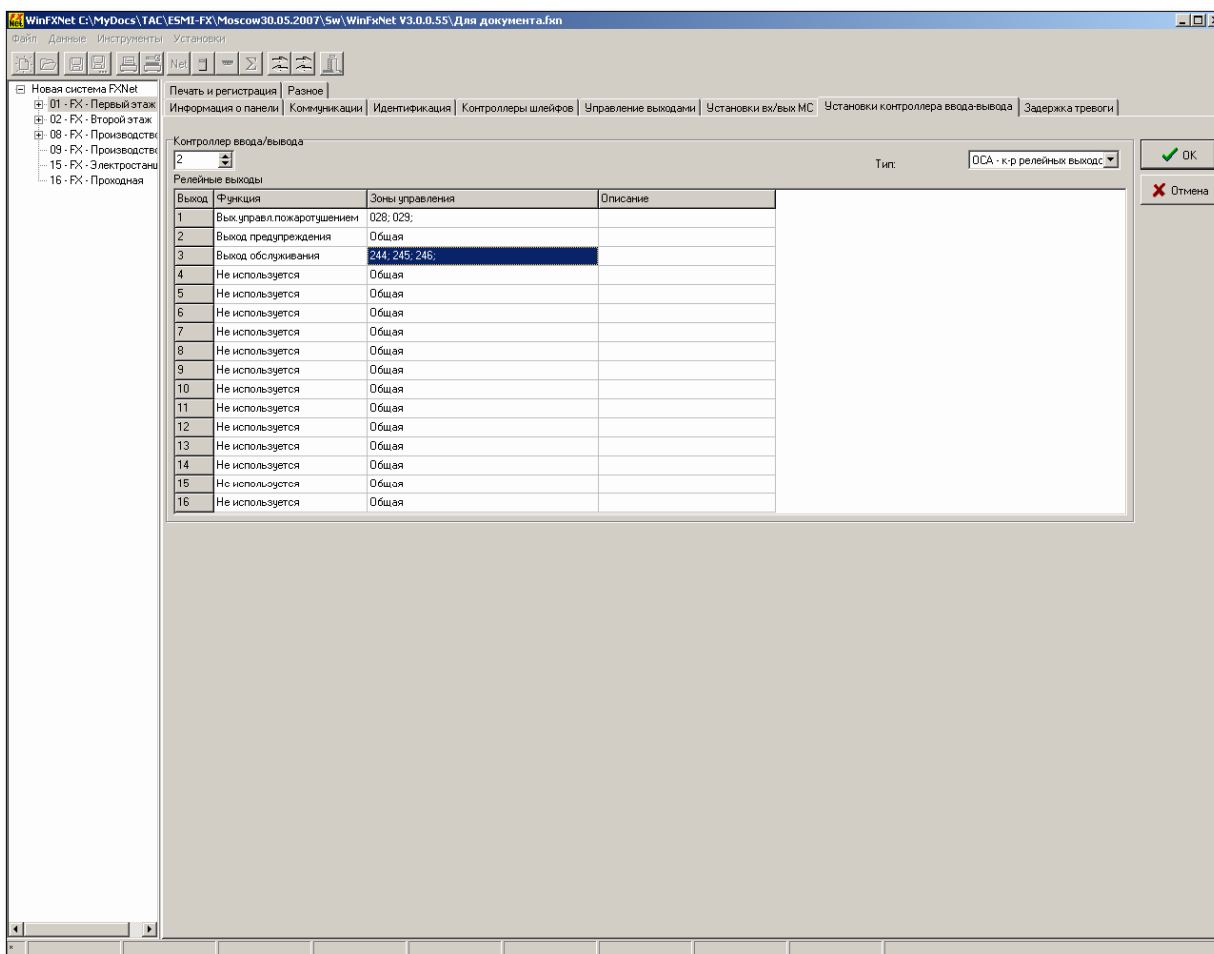 WinFXNet C:\MyDocs\TAC\ESMI-FX\Moscow30.05.2007\Sw\WinFxNet V3.0.0.55\Для документа.fxn
Файл Данные Инструменты Установки
Net
Новая система FXNet
01 - FX - Первый этаж
02 - FX - Второй этаж
08 - FX - Производство
09 - FX - Производство
15 - FX - Электростанц
16 - FX - Проходная
Печать и регистрация Разное
Информация о панели Коммуникации Идентификация Контроллеры шлейфов Управление выходами Установки вх/вых МС Установки контроллера ввода-вывода Задержка тревоги
Контроллер ввода/вывода
2
Тип: ОСА - к-р релейных выходс
OK
Отмена
Релейные выходы
Выход Функция Зоны управления Описание
1 Вых.управл.пожаротушением 028; 029;
2 Выход предупреждения Общая
3 Выход обслуживания 244; 245; 246;
4 Не используется Общая
5 Не используется Общая
6 Не используется Общая
7 Не используется Общая
8 Не используется Общая
9 Не используется Общая
10 Не используется Общая
11 Не используется Общая
12 Не используется Общая
13 Не используется Общая
14 Не используется Общая
15 Не используется Общая
16 Не используется Общая